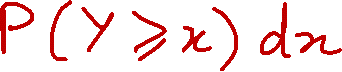 P(Y ⩾ x) dx